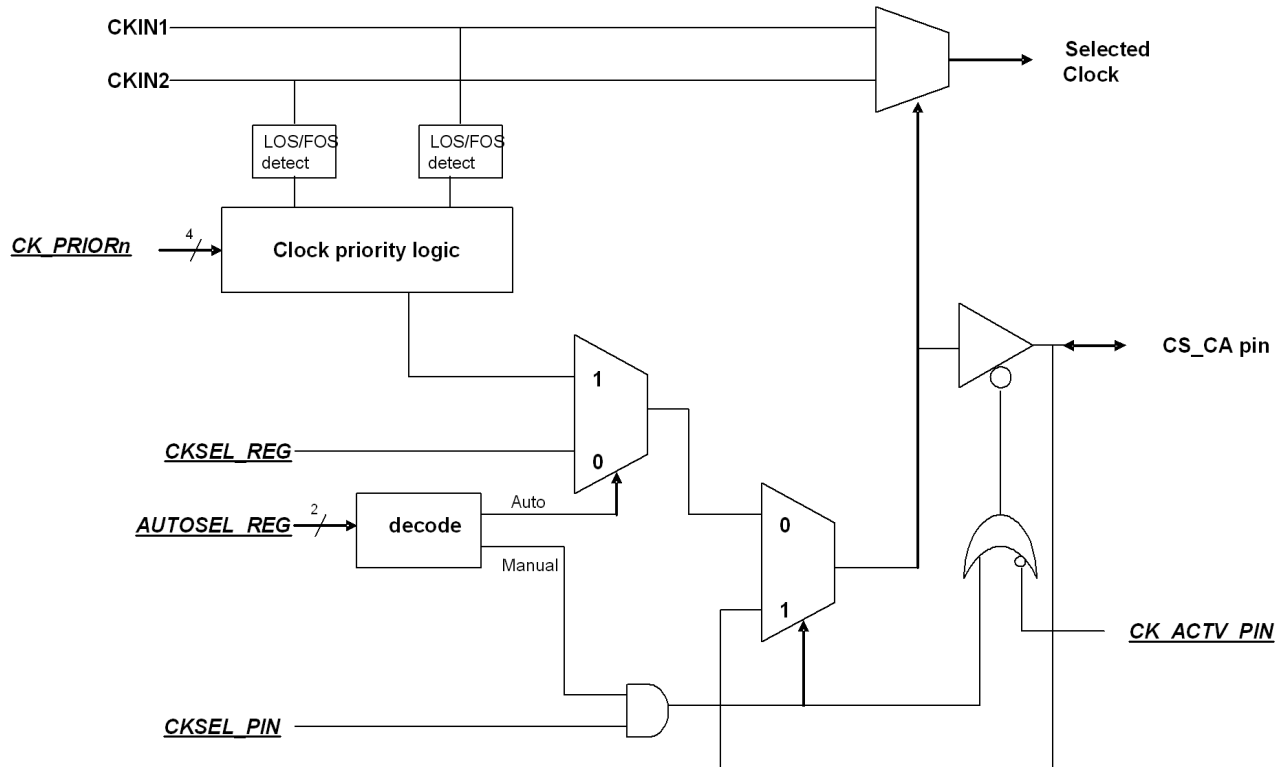 CKIN1
CKIN2
Selected
Clock
LOS/FOS
detect
LOS/FOS
detect
CK_PRIORn
4
Clock priority logic
CS_CA pin
1
CKSEL_REG
0
AUTOSEL_REG
2
decode
Auto
Manual
0
1
CK_ACTV_PIN
CKSEL_PIN